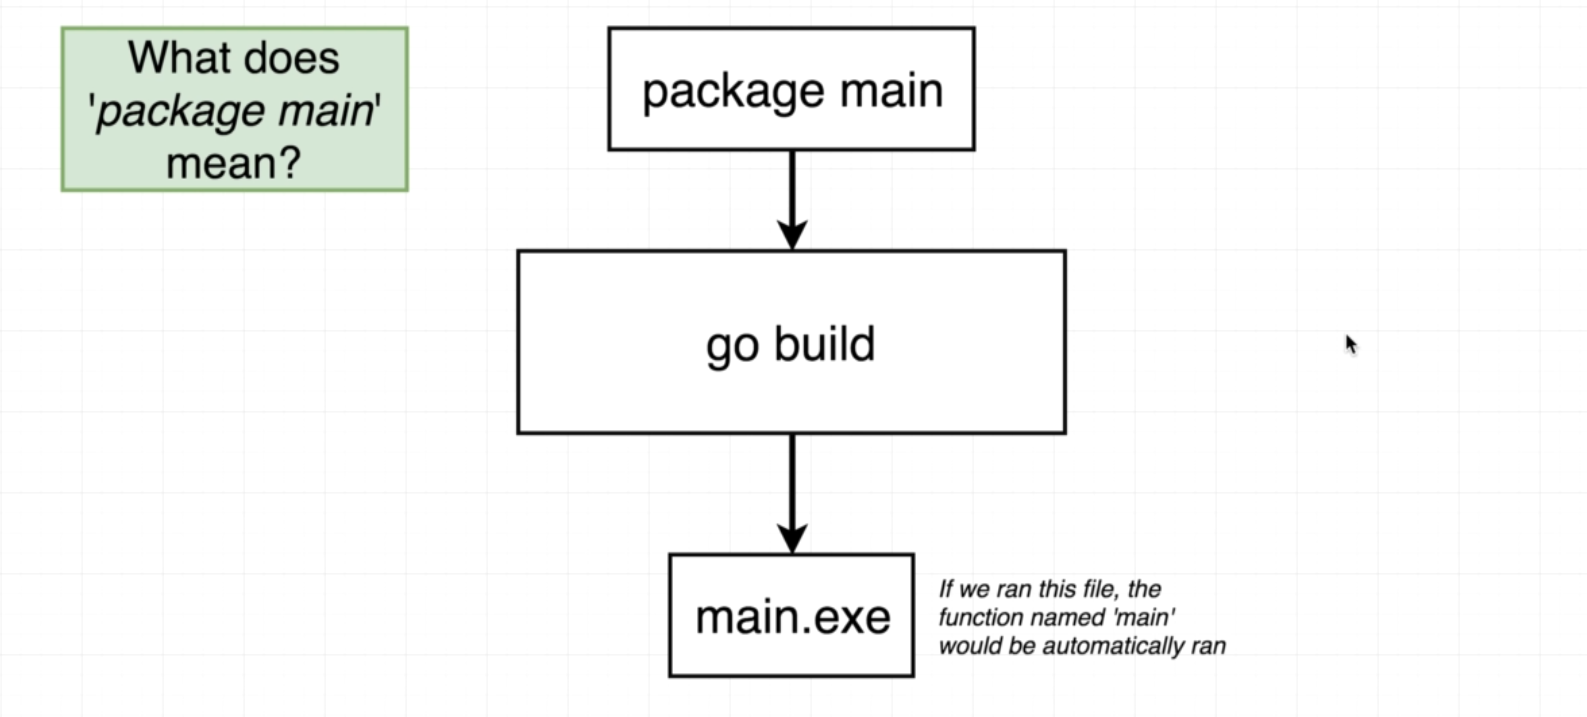 What does
'package main'
mean?
package main
go build
main.exe
If we ran this file, the
function named 'main'
would be automatically ran